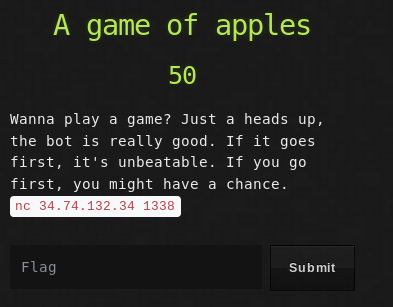 A game of apples
50
Wanna play a game? Just a heads up,
the bot is really good. If it goes
first, it's unbeatable. If you go
first, you might have a chance.
nc 34.74.132.34 1338
Flag
Submit